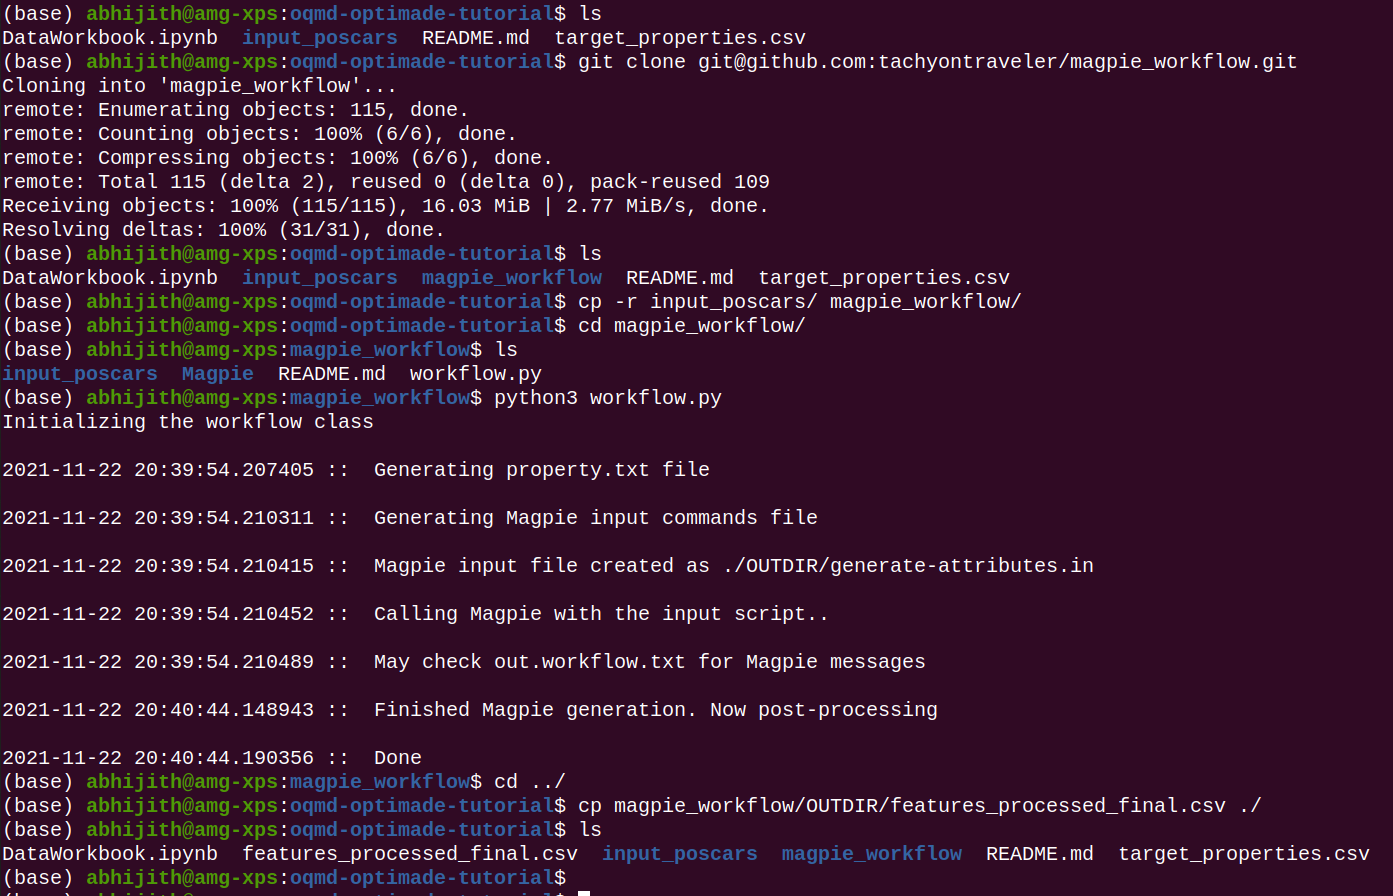 (base) abhijith@amg-xps:oqmd-optimade-tutorial$ ls
DataWorkbook.ipynb  input_poscars  README.md  target_properties.csv
(base) abhijith@amg-xps:oqmd-optimade-tutorial$ git clone git@github.com:tachyontraveler/magpie_workflow.git
Cloning into 'magpie_workflow'...
remote: Enumerating objects: 115, done.
remote: Counting objects: 100% (6/6), done.
remote: Compressing objects: 100% (6/6), done.
remote: Total 115 (delta 2), reused 0 (delta 0), pack-reused 109
Receiving objects: 100% (115/115), 16.03 MiB | 2.77 MiB/s, done.
Resolving deltas: 100% (31/31), done.
(base) abhijith@amg-xps:oqmd-optimade-tutorial$ ls
DataWorkbook.ipynb  input_poscars  magpie_workflow  README.md  target_properties.csv
(base) abhijith@amg-xps:oqmd-optimade-tutorial$ cp -r input_poscars/ magpie_workflow/
(base) abhijith@amg-xps:oqmd-optimade-tutorial$ cd magpie_workflow/
(base) abhijith@amg-xps:magpie_workflow$ ls
input_poscars  Magpie  README.md  workflow.py
(base) abhijith@amg-xps:magpie_workflow$ python3 workflow.py
Initializing the workflow class
2021-11-22 20:39:54.207405 ::  Generating property.txt file
2021-11-22 20:39:54.210311 ::  Generating Magpie input commands file
2021-11-22 20:39:54.210415 ::  Magpie input file created as ./OUTDIR/generate-attributes.in
2021-11-22 20:39:54.210452 ::  Calling Magpie with the input script..
2021-11-22 20:39:54.210489 ::  May check out.workflow.txt for Magpie messages
2021-11-22 20:40:44.148943 ::  Finished Magpie generation. Now post-processing
2021-11-22 20:40:44.190356 ::  Done
(base) abhijith@amg-xps:magpie_workflow$ cd ../
(base) abhijith@amg-xps:oqmd-optimade-tutorial$ cp magpie_workflow/OUTDIR/features_processed_final.csv ./
(base) abhijith@amg-xps:oqmd-optimade-tutorial$ ls
DataWorkbook.ipynb  features_processed_final.csv  input_poscars  magpie_workflow  README.md  target_properties.csv
(base) abhijith@amg-xps:oqmd-optimade-tutorial$